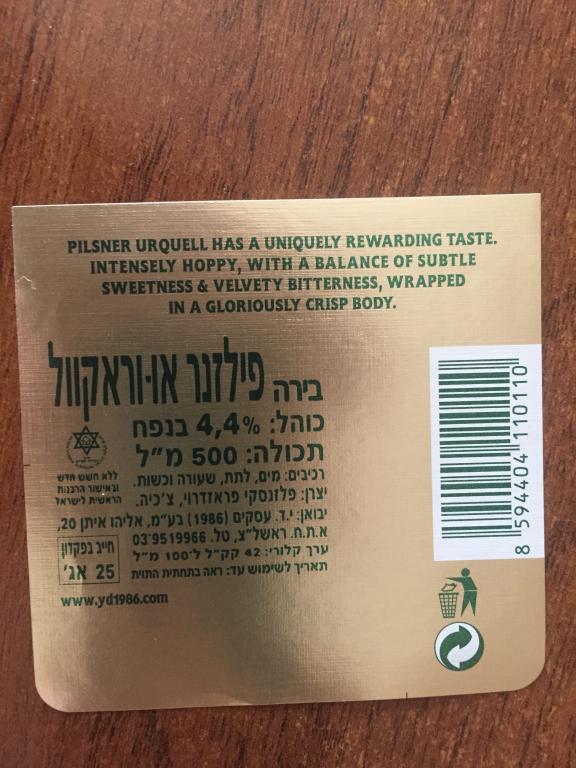 PILSNER URQUELL HAS A UNIQUELY REWARDING TASTE.
INTENSELY HOPPY, WITH A BALANCE OF SUBTLE
SWEETNESS & VELVETY BITTERNESS, WRAPPED
IN A GLORIOUSLY CRISP BODY.
בירה פילזנר או·ראקוול
כוהל: 4,4% בנפח
תכולה: 500 מ"ל
רכיבים: מים, לתת, שעורה וכשות.
יצרן: פלזנסקי פראזדרוי, צ'כיה.
יבואן: י.ד. עסקים (1986) בע"מ, אליהו איתן 20,
א.ת.ח. ראשל"צ, טל. 03-9519966
ערך קלורי: 42 קק"ל ל-100 מ"ל
תאריך לשימוש עד: ראה בתחתית התוית
ללא חשש חדש
ובאישור הרבנות
הראשית לישראל
חייב בפקדון
25 אג'
www.yd1986.com
8 594404 110110